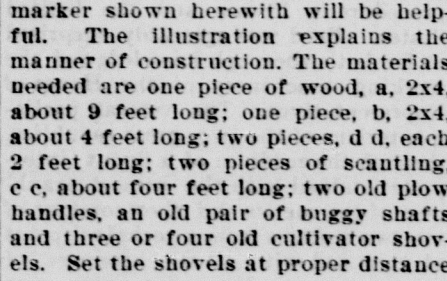 marker shown herewith will be help-
ful. The illustration explains the
manner of construction. The materials
needed are one piece of wood, a, 2x4,
about 9 feet long; one piece, b, 2x4,
about 4 feet long; two pieces, d d, each
2 feet long; two pieces of scantling,
c c, about four feet long; two old plow
handles, an old pair of buggy shafts
and three or four old cultivator shov-
els. Set the shovels at proper distance